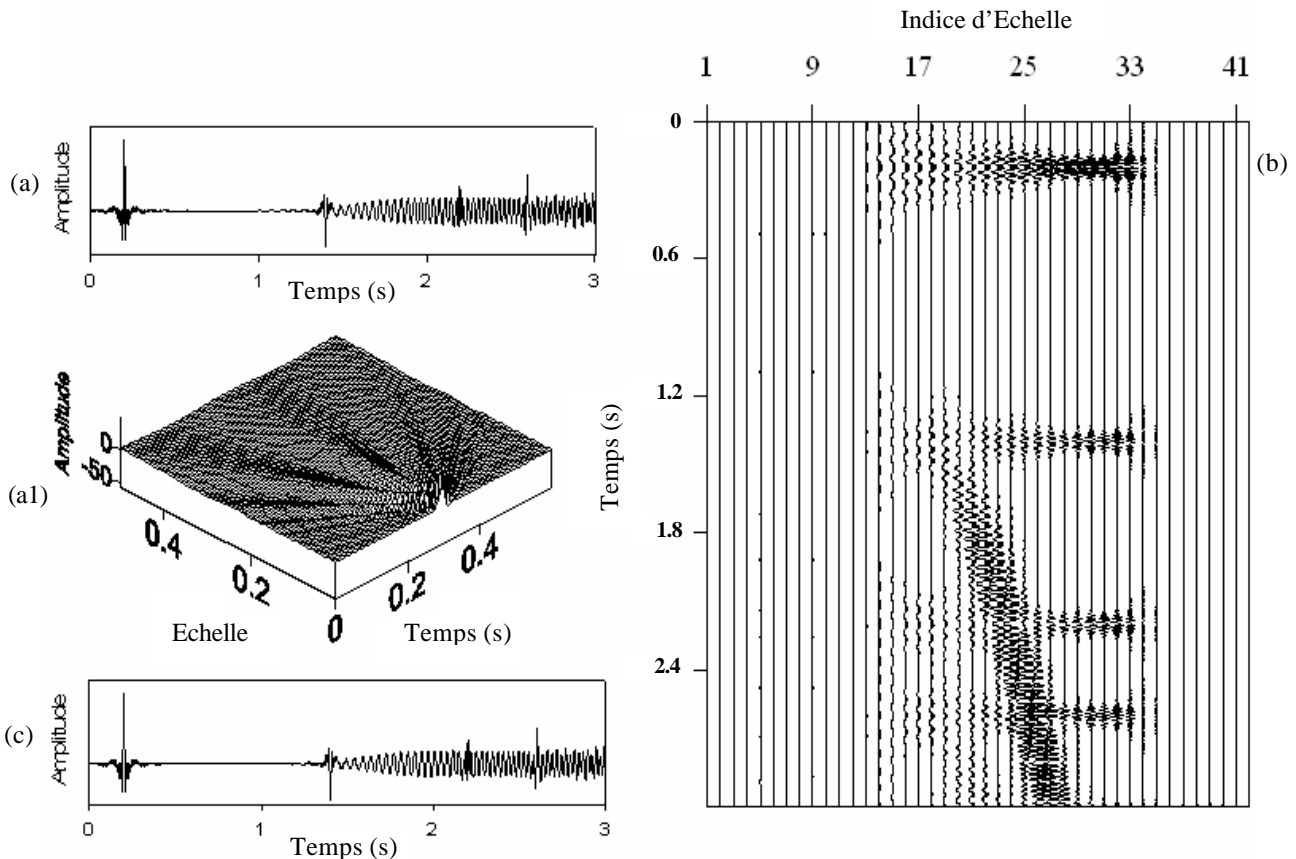 Indice d’Echelle
1 9 17 25 33 41
(a)
Amplitude
0 1 2 3
Temps (s)
(a1)
Amplitude
0
-50
0.4
0.2
0
0.2
0.4
Echelle
Temps (s)
(c)
Amplitude
0 1 2 3
Temps (s)
(b)
Temps (s)
0
0.6
1.2
1.8
2.4